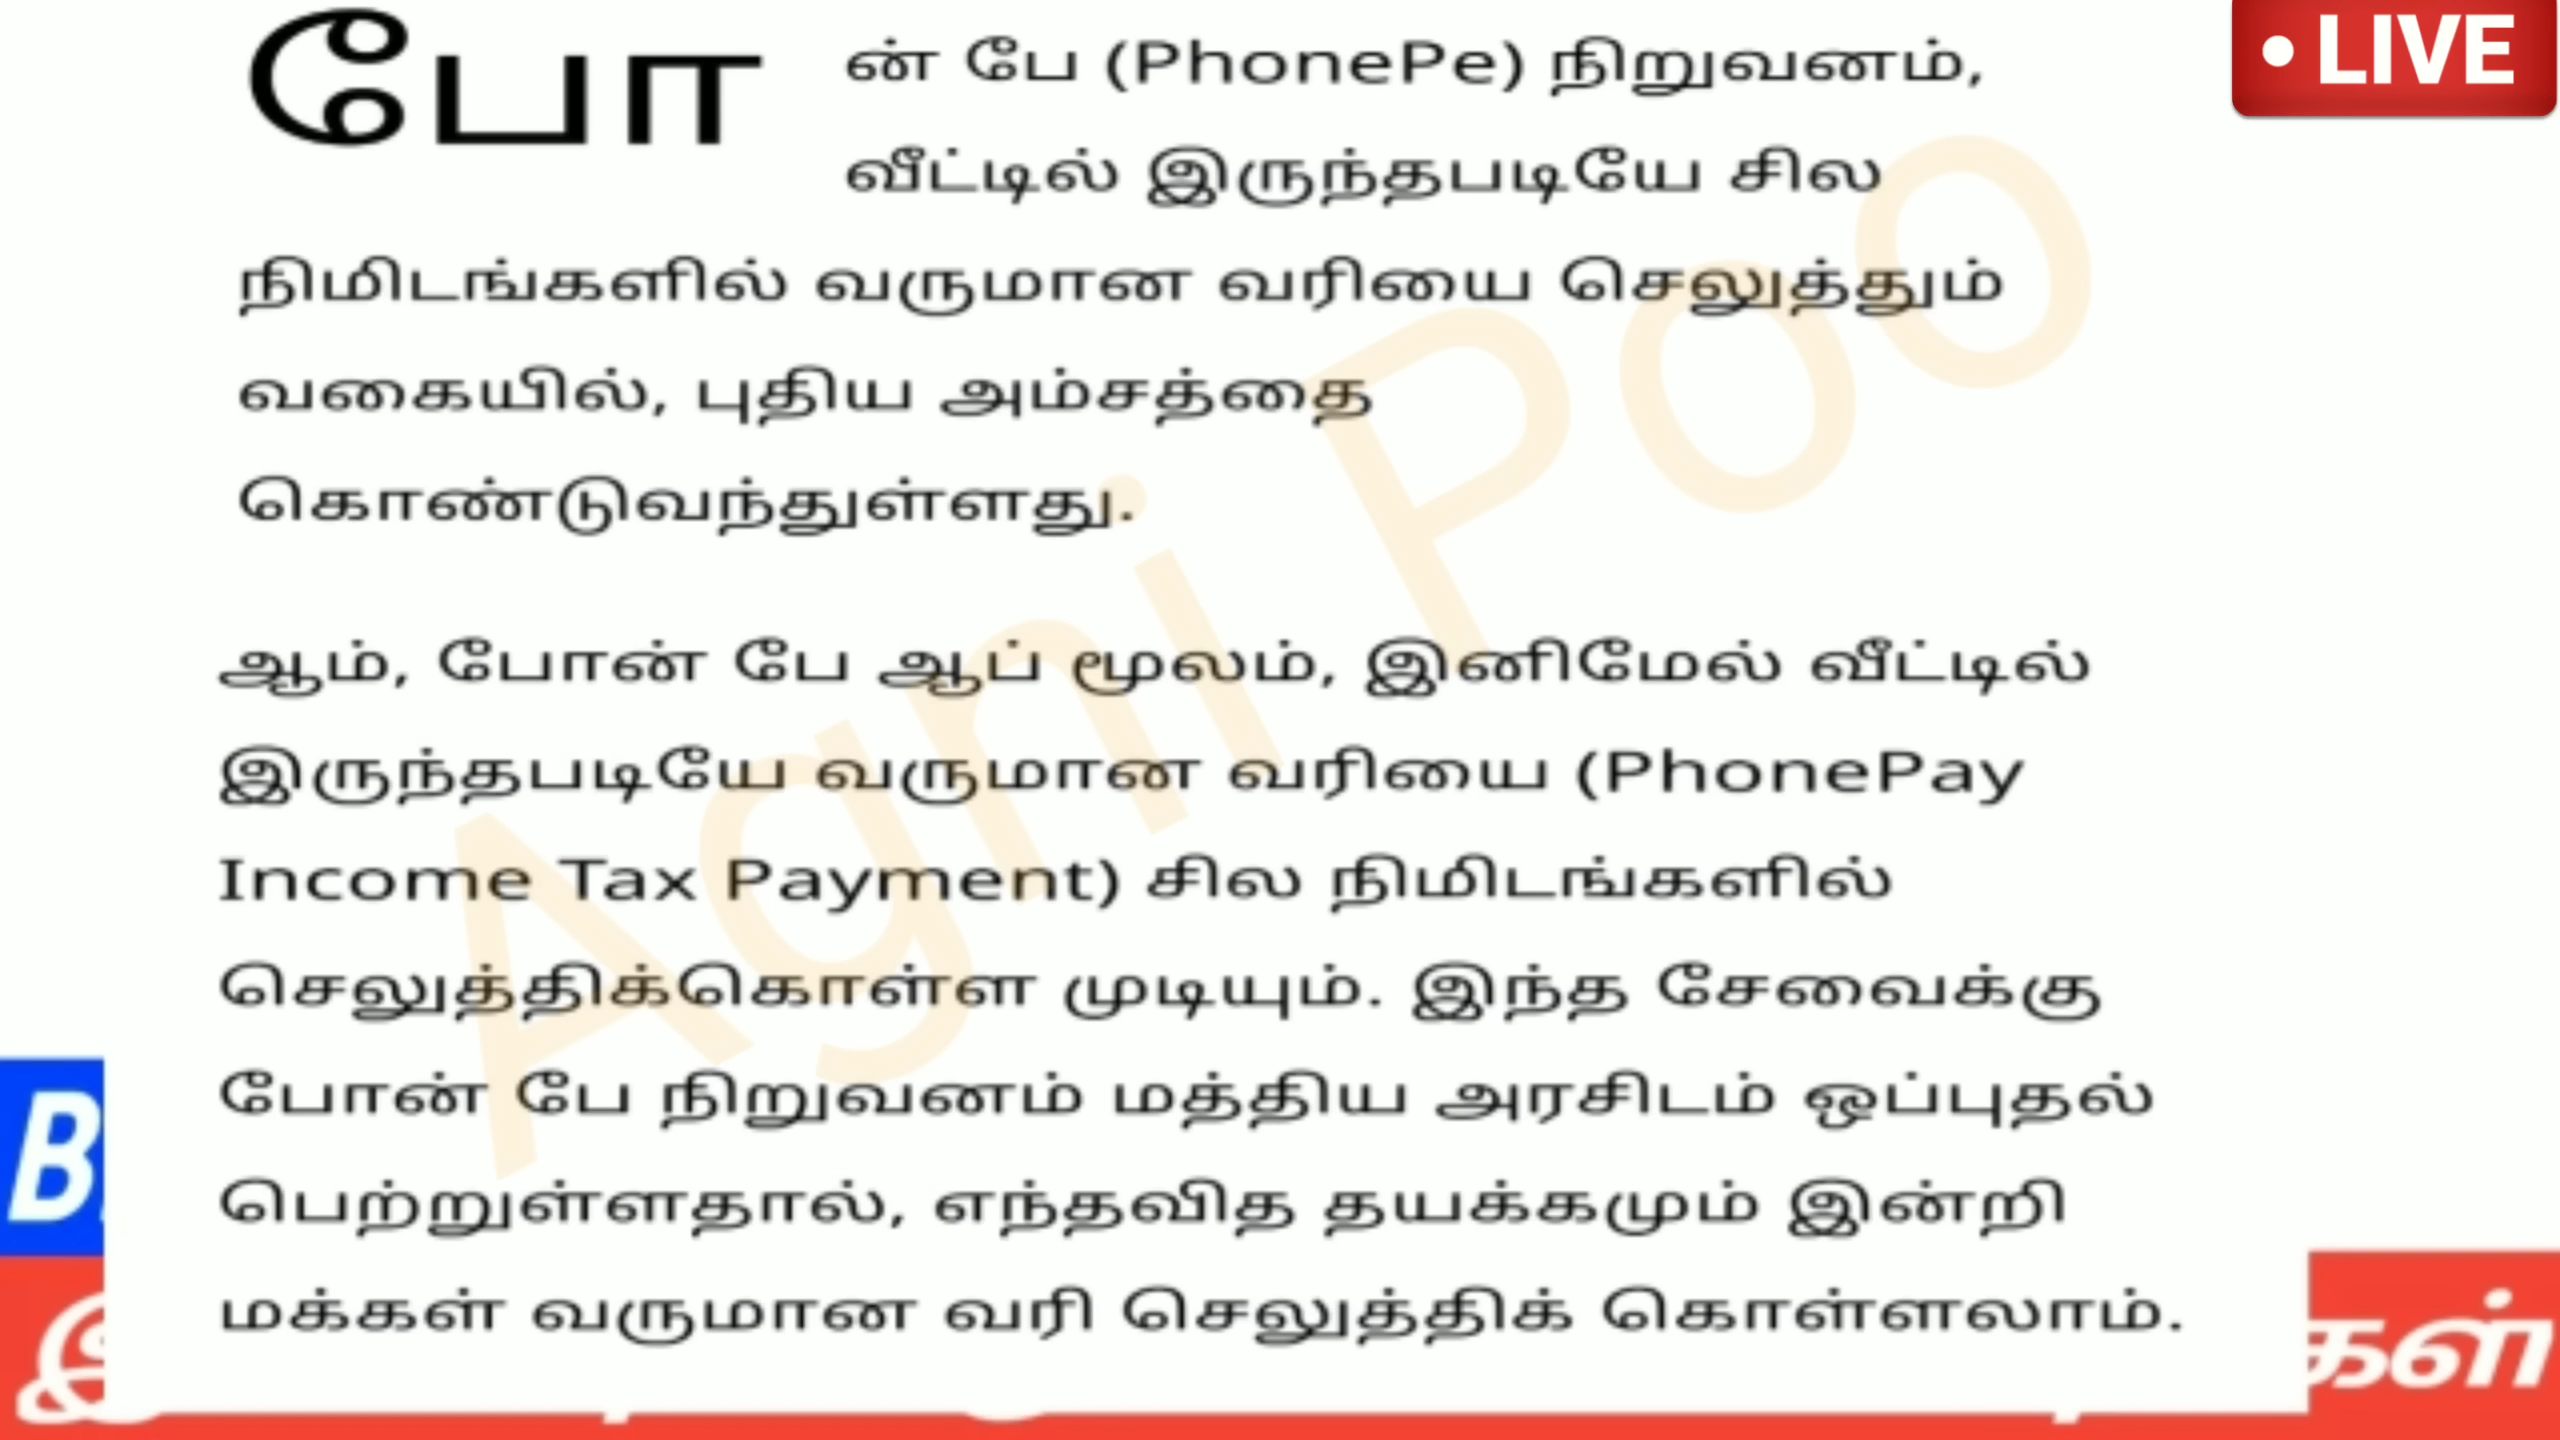 போன் பே (PhonePe) நிறுவனம்,
வீட்டில் இருந்தபடியே சில
நிமிடங்களில் வருமான வரியை செலுத்தும்
வகையில், புதிய அம்சத்தை
கொண்டுவந்துள்ளது.
ஆம், போன் பே ஆப் மூலம், இனிமேல் வீட்டில்
இருந்தபடியே வருமான வரியை (PhonePay
Income Tax Payment) சில நிமிடங்களில்
செலுத்திக்கொள்ள முடியும். இந்த சேவைக்கு
போன் பே நிறுவனம் மத்திய அரசிடம் ஒப்புதல்
பெற்றுள்ளதால், எந்தவித தயக்கமும் இன்றி
மக்கள் வருமான வரி செலுத்திக் கொள்ளலாம்.
• LIVE
Agni Poo